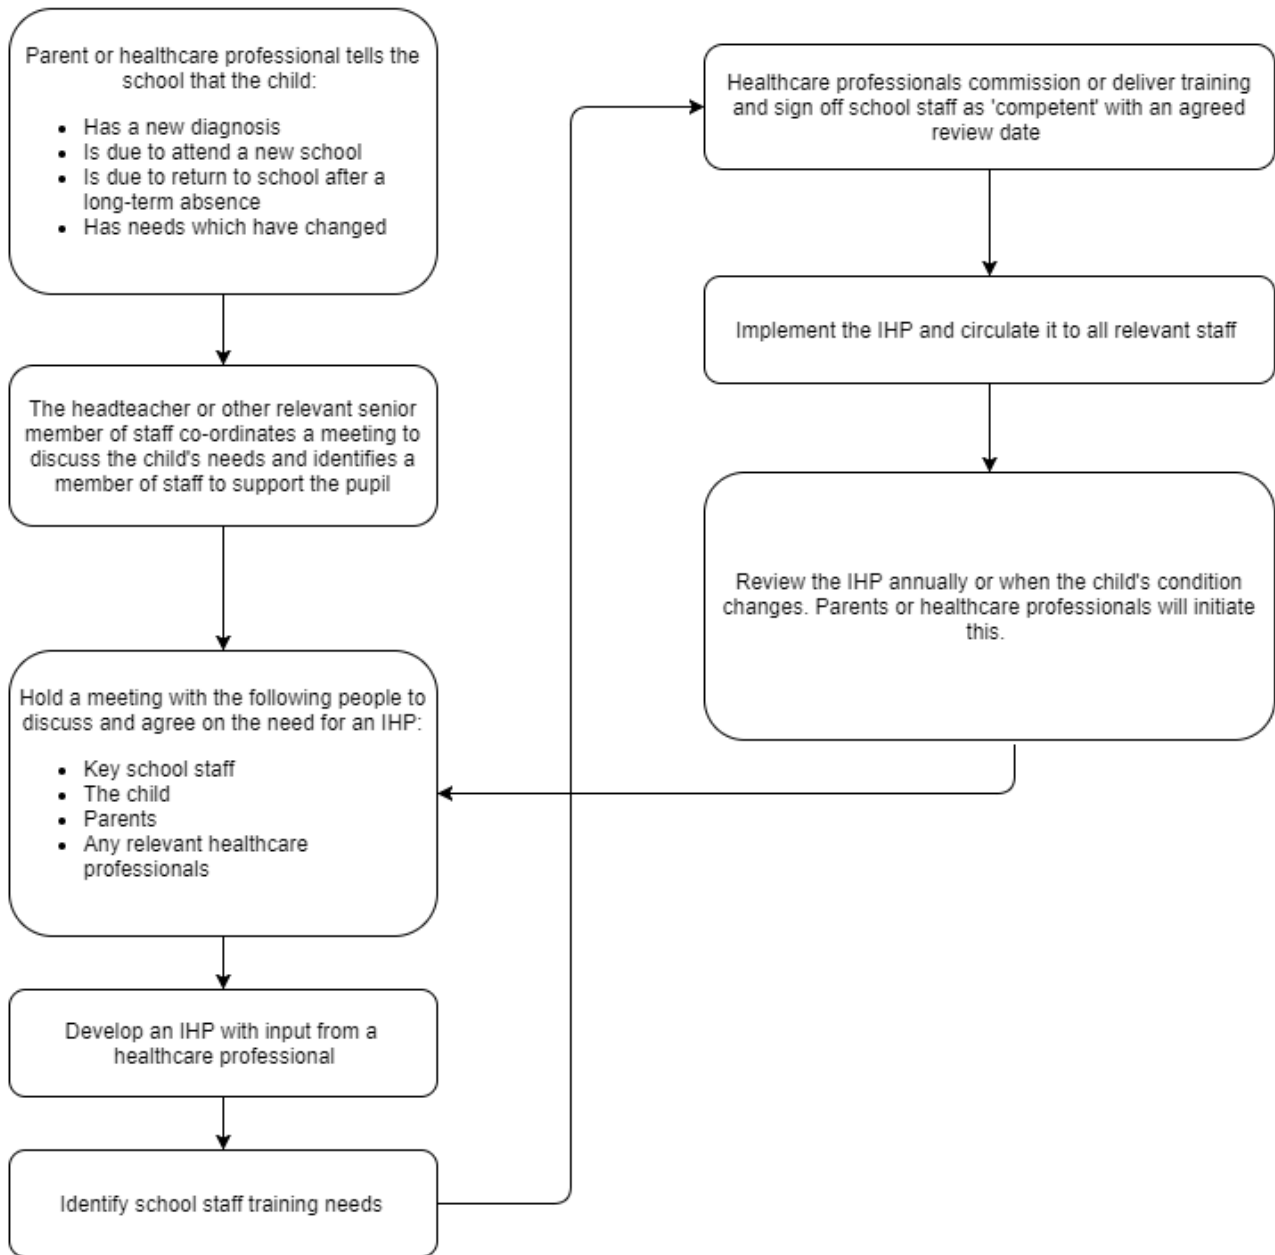 Parent or healthcare professional tells the
school that the child:
• Has a new diagnosis
• Is due to attend a new school
• Is due to return to school after a
long-term absence
• Has needs which have changed
The headteacher or other relevant senior
member of staff co-ordinates a meeting to
discuss the child's needs and identifies a
member of staff to support the pupil
Hold a meeting with the following people to
discuss and agree on the need for an IHP:
• Key school staff
• The child
• Parents
• Any relevant healthcare
professionals
Develop an IHP with input from a
healthcare professional
Identify school staff training needs
Healthcare professionals commission or deliver training
and sign off school staff as 'competent' with an agreed
review date
Implement the IHP and circulate it to all relevant staff
Review the IHP annually or when the child's condition
changes. Parents or healthcare professionals will initiate
this.